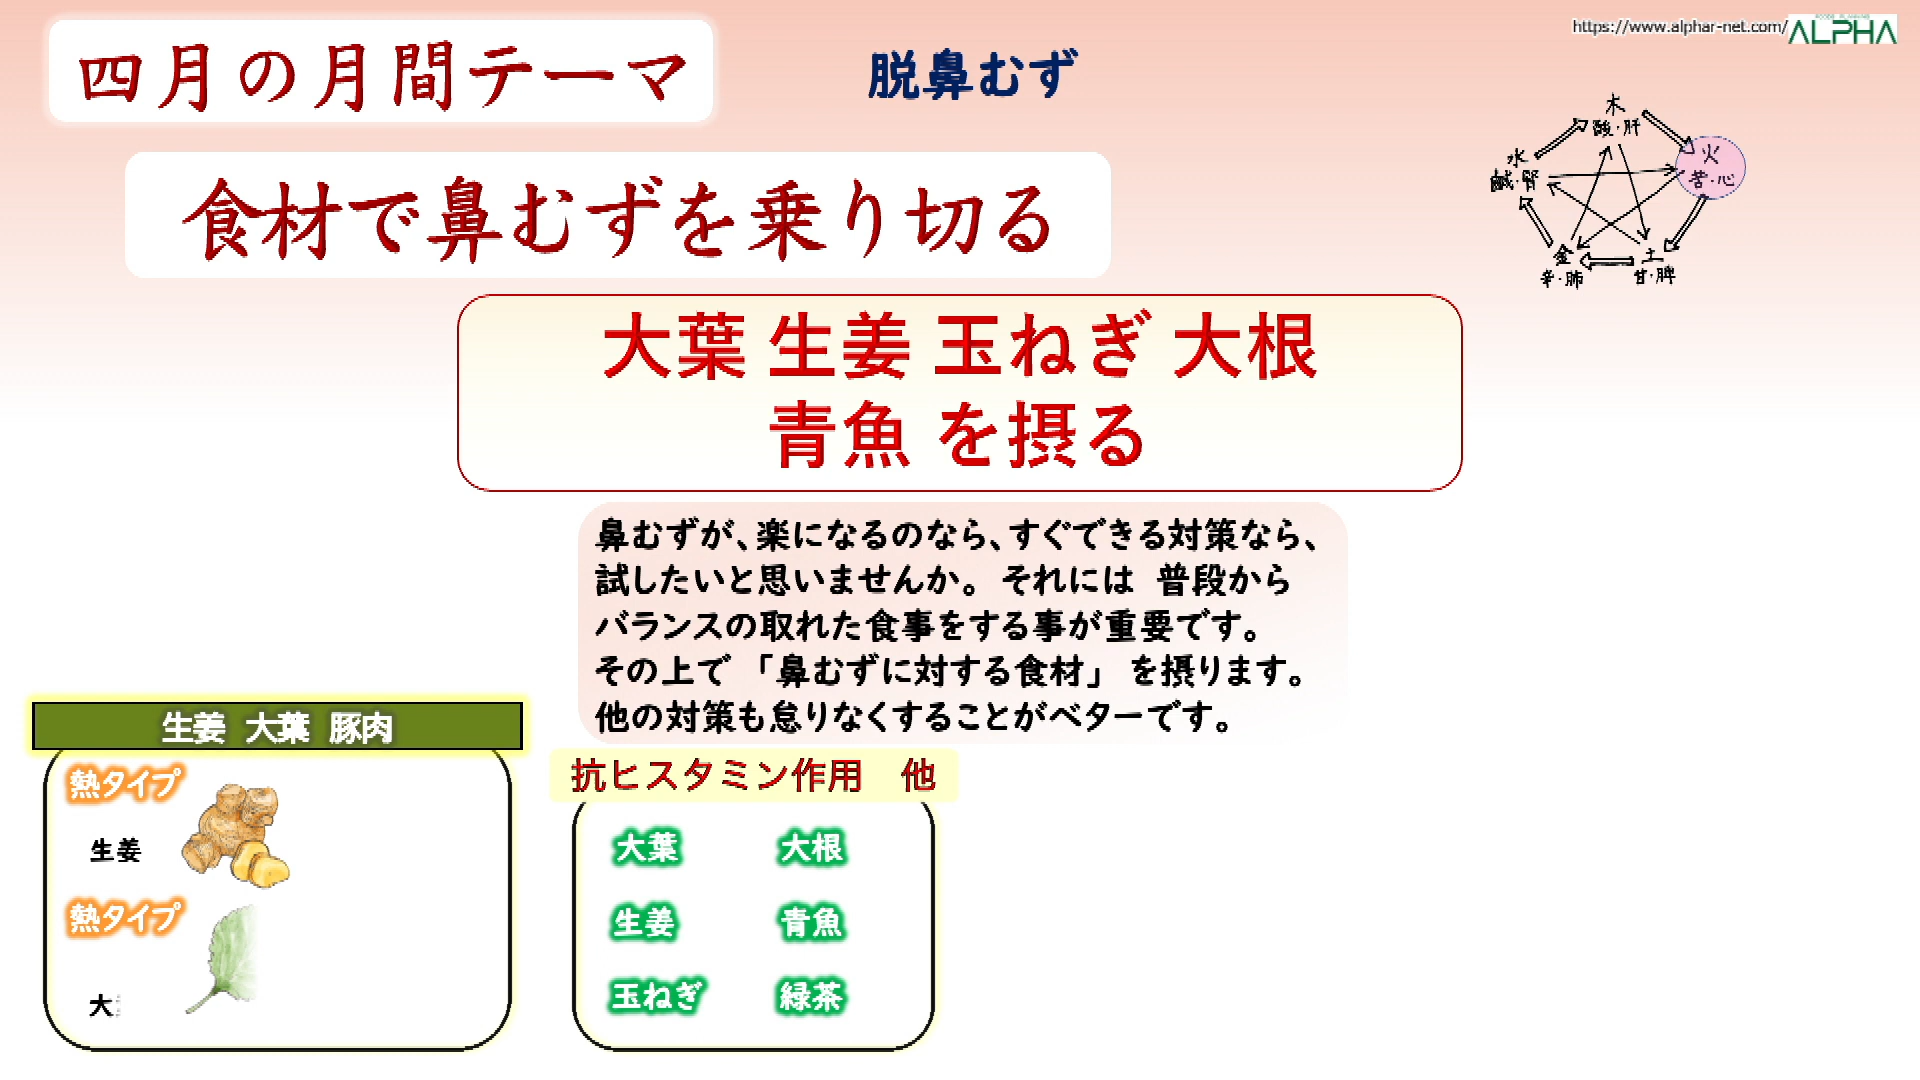 四月の月間テーマ
脱鼻むず
https://www.alphar-net.com/
ALPHA
食材で鼻むずを乗り切る
木
酸・肝
火
苦・心
水
鹹・腎
金
辛・肺
土
甘・脾
大葉 生姜 玉ねぎ 大根
青魚 を摂る
鼻むずが、楽になるのなら、すぐできる対策なら、
試したいと思いませんか。 それには 普段から
バランスの取れた食事をする事が重要です。
その上で 「鼻むずに対する食材」 を摂ります。
他の対策も怠りなくすることがベターです。
生姜 大葉 豚肉
熱タイプ
生姜
熱タイプ
大
抗ヒスタミン作用 他
大葉 大根
生姜 青魚
玉ねぎ 緑茶